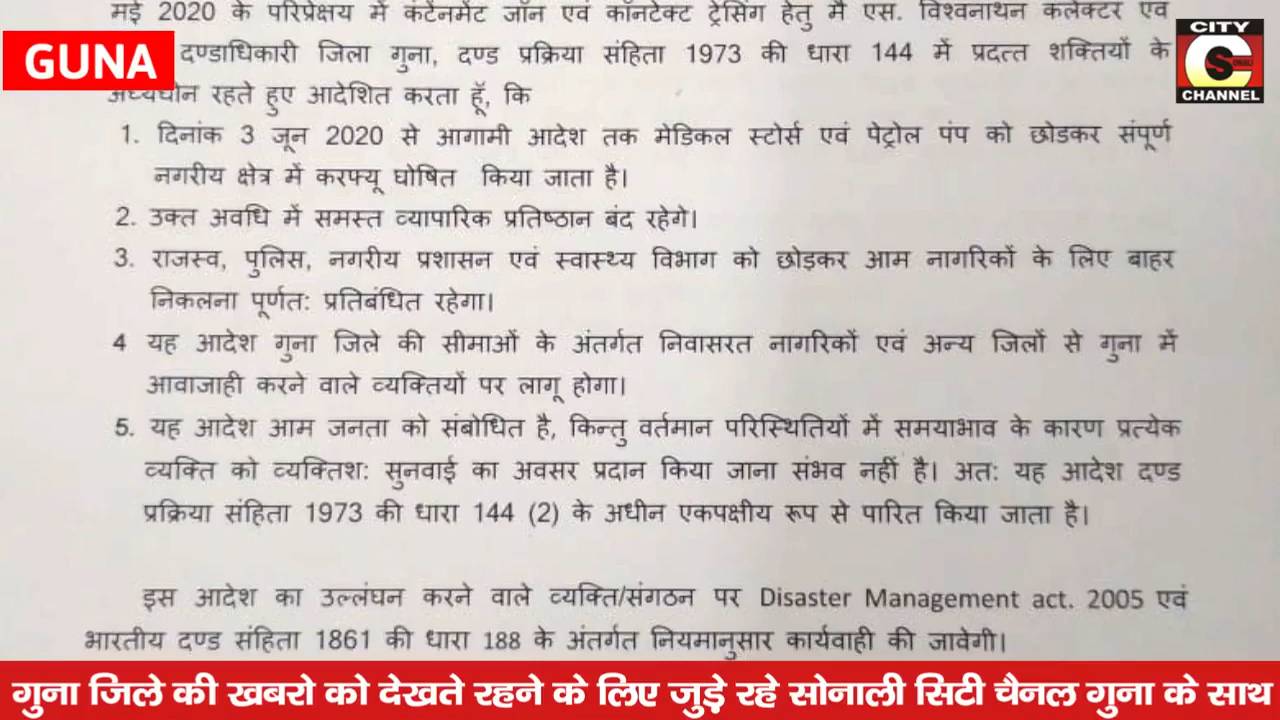 मई 2020 के परिप्रेक्ष्य में कंटेनमेंट जॉन एवं कॉनटेक्ट ट्रेसिंग हेतु मैं एस. विश्वनाथन कलेक्टर एवं
GUNA
दण्डाधिकारी जिला गुना, दण्ड प्रक्रिया संहिता 1973 की धारा 144 में प्रदत्त शक्तियों के
CITY
SONALI
CHANNEL
अध्यधीन रहते हुए आदेशित करता हूँ, कि
1. दिनांक 3 जून 2020 से आगामी आदेश तक मेडिकल स्टोर्स एवं पेट्रोल पंप को छोडकर संपूर्ण
नगरीय क्षेत्र में करफ्यू घोषित किया जाता है।
2. उक्त अवधि में समस्त व्यापारिक प्रतिष्ठान बंद रहेगे।
3. राजस्व, पुलिस, नगरीय प्रशासन एवं स्वास्थ्य विभाग को छोड़कर आम नागरिकों के लिए बाहर
निकलना पूर्णत: प्रतिबंधित रहेगा।
4 यह आदेश गुना जिले की सीमाओं के अंतर्गत निवासरत नागरिकों एवं अन्य जिलों से गुना में
आवाजाही करने वाले व्यक्तियों पर लागू होगा।
5. यह आदेश आम जनता को संबोधित है, किन्तु वर्तमान परिस्थितियों में समयाभाव के कारण प्रत्येक
व्यक्ति को व्यक्तिश: सुनवाई का अवसर प्रदान किया जाना संभव नहीं है। अत: यह आदेश दण्ड
प्रक्रिया संहिता 1973 की धारा 144 (2) के अधीन एकपक्षीय रूप से पारित किया जाता है।
इस आदेश का उल्लंघन करने वाले व्यक्ति/संगठन पर Disaster Management act. 2005 एवं
भारतीय दण्ड संहिता 1861 की धारा 188 के अंतर्गत नियमानुसार कार्यवाही की जावेगी।
गुना जिले की खबरो को देखते रहने के लिए जुड़े रहे सोनाली सिटी चैनल गुना के साथ